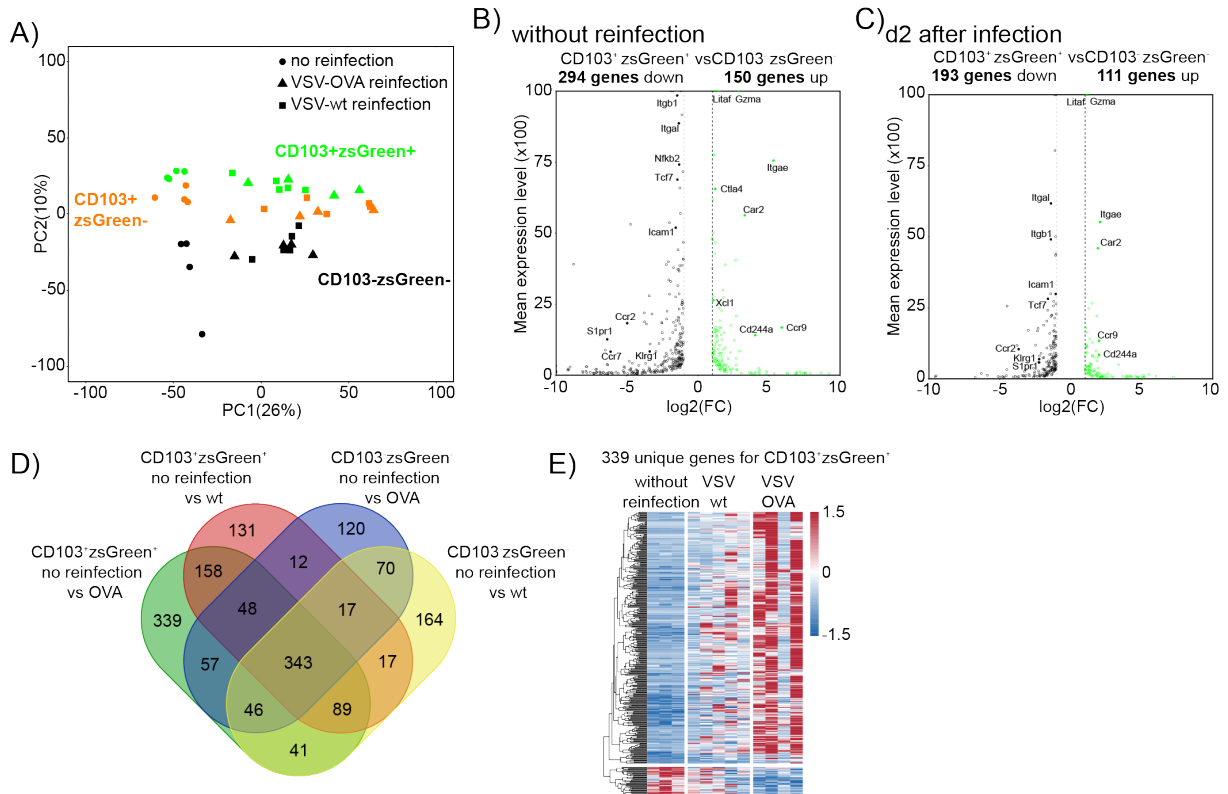 A)
100
50
0
-50
-100
-100
-50
0
50
100
PC2(10%)
PC1(26%)
no reinfection
VSV-OVA reinfection
VSV-wt reinfection
CD103+zsGreen+
CD103+
zsGreen-
CD103-zsGreen-
B)
without reinfection
CD103+ zsGreen+ vsCD103- zsGreen-
294 genes down
150 genes up
Mean expression level (x100)
100
75
50
25
0
-10
-5
0
5
10
log2(FC)
Itgb1
Itgal
Nfkb2
Tcf7
Icam1
Ccr2
S1pr1
Ccr7
Klrg1
Litaf Gzma
Itgae
Ctla4
Car2
Xcl1
Cd244a
Ccr9
C)
d2 after infection
CD103+ zsGreen+ vsCD103- zsGreen-
193 genes down
111 genes up
Mean expression level (x100)
100
75
50
25
0
-10
-5
0
5
10
log2(FC)
Litaf Gzma
Itgal
Itgb1
Icam1
Tcf7
Ccr2
Klrg1
S1pr1
Itgae
Car2
Ccr9
Cd244a
D)
CD103+zsGreen+
no reinfection
vs wt
CD103-zsGreen-
no reinfection
vs OVA
CD103+zsGreen+
no reinfection
vs OVA
CD103-zsGreen-
no reinfection
vs wt
131
120
158
12
70
339
48
17
164
57
343
17
46
89
41
E)
339 unique genes for CD103+zsGreen+
without
reinfection
VSV
wt
VSV
OVA
1.5
0
-1.5